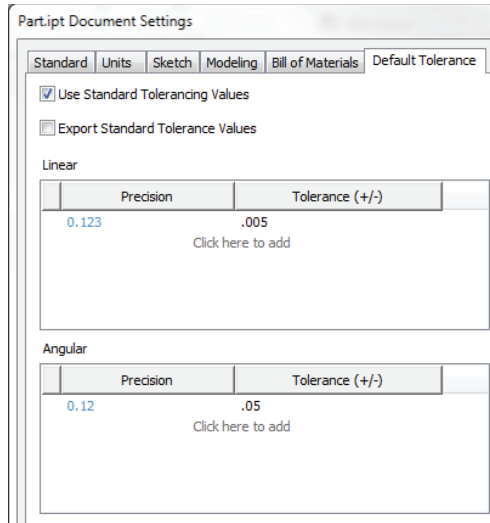 Part.ipt Document Settings
Standard Units Sketch Modeling Bill of Materials Default Tolerance
Use Standard Tolerancing Values
Export Standard Tolerance Values
Linear
Precision Tolerance (+/-)
0.123 .005
Click here to add
Angular
Precision Tolerance (+/-)
0.12 .05
Click here to add